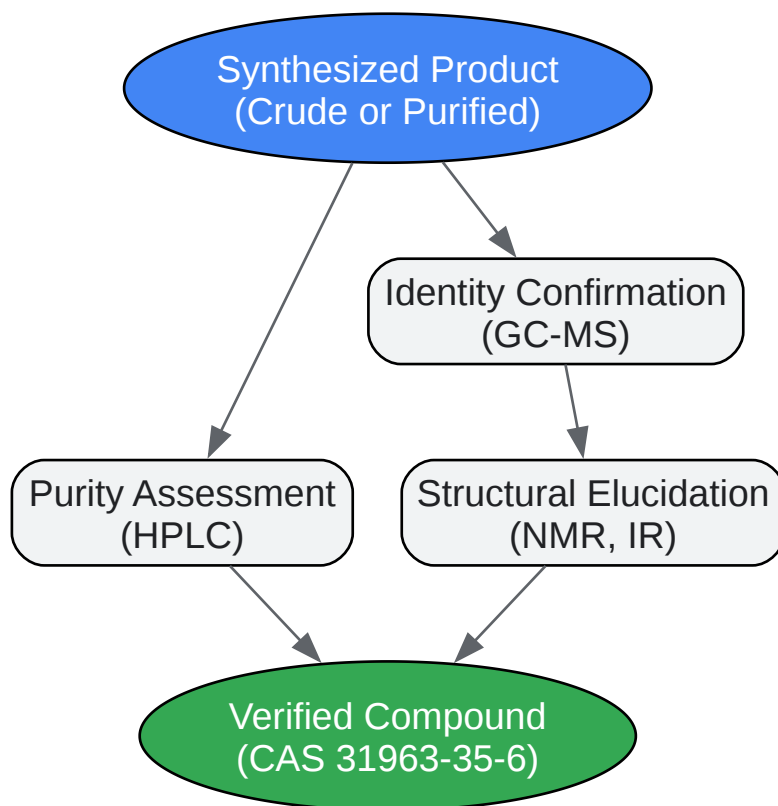 Synthesized Product
(Crude or Purified)
Identity Confirmation
(GC-MS)
Purity Assessment
(HPLC)
Structural Elucidation
(NMR, IR)
Verified Compound
(CAS 31963-35-6)